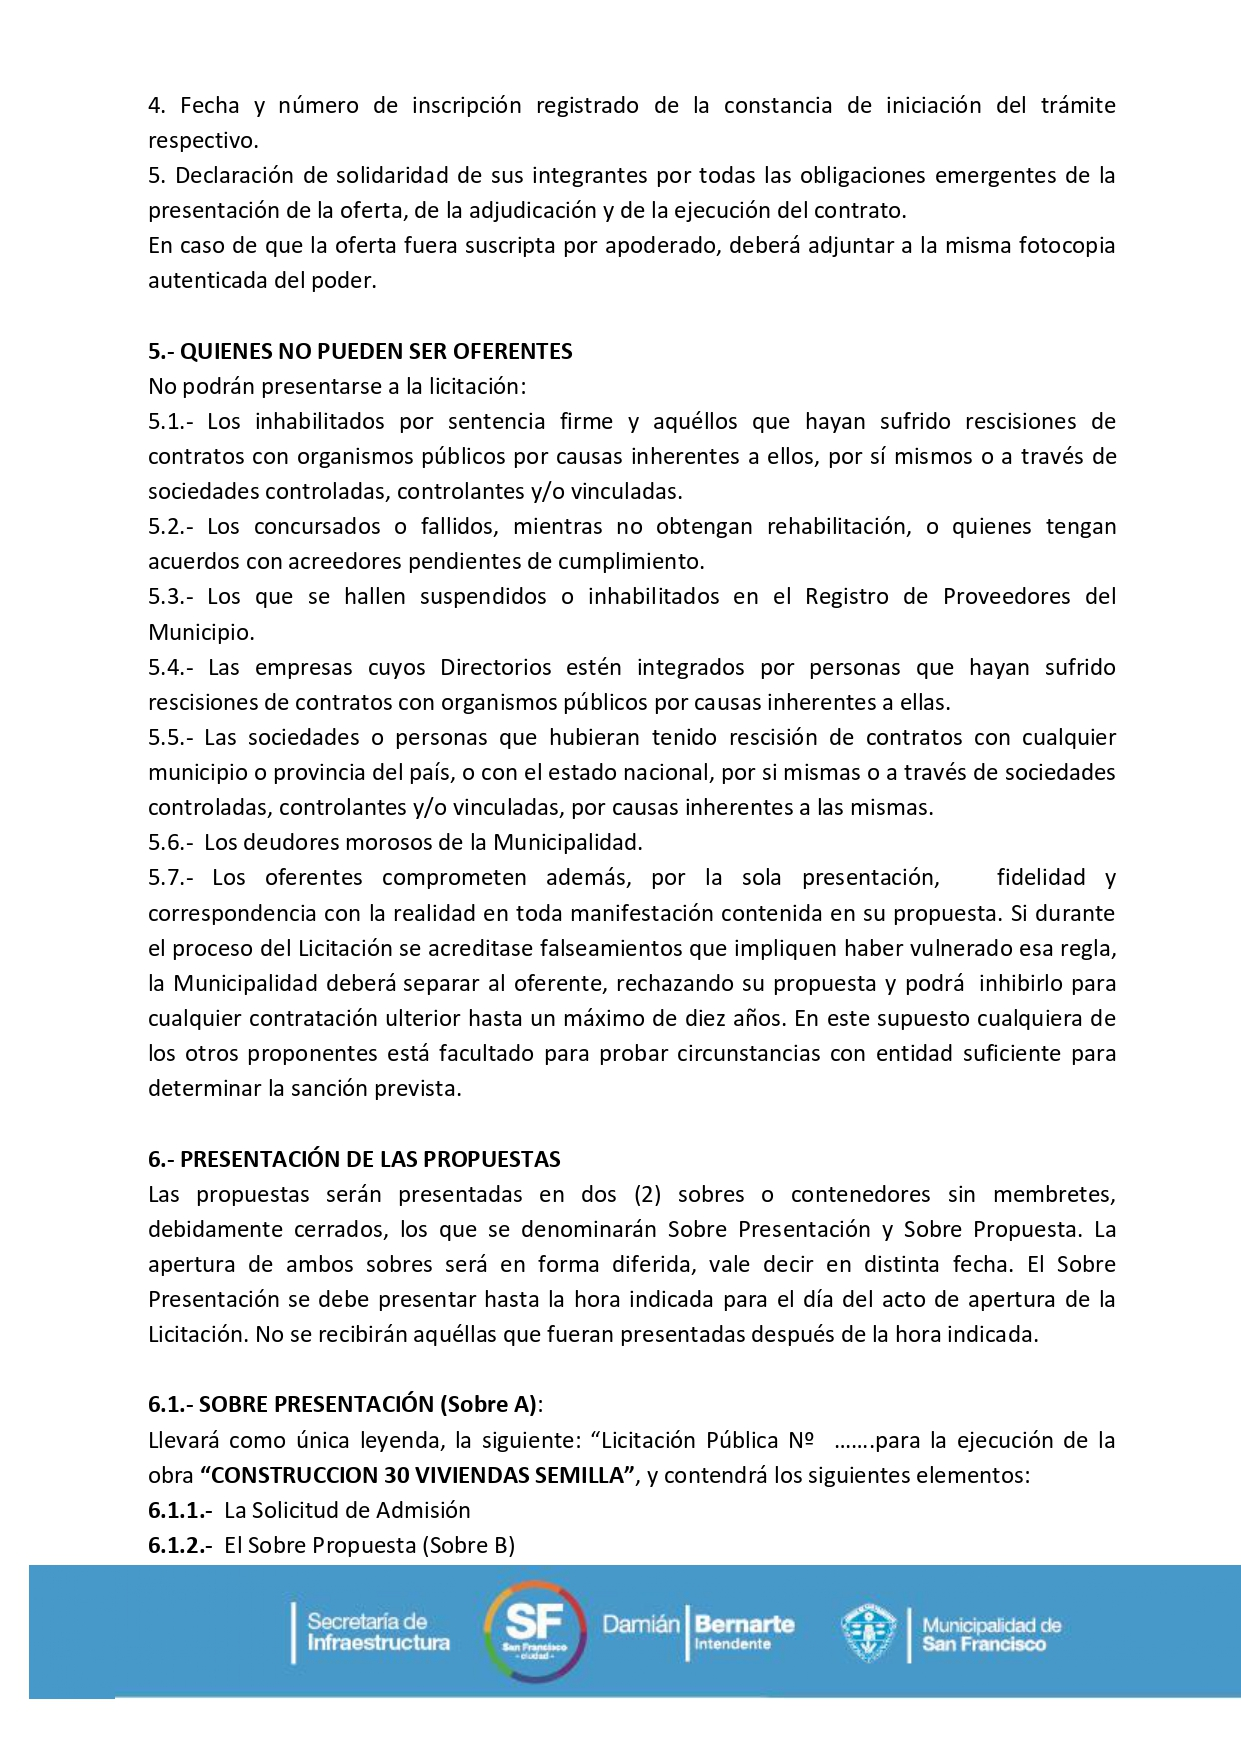 4. Fecha y número de inscripción registrado de la constancia de iniciación del trámite
respectivo.
5. Declaración de solidaridad de sus integrantes por todas las obligaciones emergentes de la
presentación de la oferta, de la adjudicación y de la ejecución del contrato.
En caso de que la oferta fuera suscripta por apoderado, deberá adjuntar a la misma fotocopia
autenticada del poder.
5.- QUIENES NO PUEDEN SER OFERENTES
No podrán presentarse a la licitación:
5.1.- Los inhabilitados por sentencia firme y aquéllos que hayan sufrido rescisiones de
contratos con organismos públicos por causas inherentes a ellos, por sí mismos o a través de
sociedades controladas, controlantes y/o vinculadas.
5.2.- Los concursados o fallidos, mientras no obtengan rehabilitación, o quienes tengan
acuerdos con acreedores pendientes de cumplimiento.
5.3.- Los que se hallen suspendidos o inhabilitados en el Registro de Proveedores del
Municipio.
5.4.- Las empresas cuyos Directorios estén integrados por personas que hayan sufrido
rescisiones de contratos con organismos públicos por causas inherentes a ellas.
5.5.- Las sociedades o personas que hubieran tenido rescisión de contratos con cualquier
municipio o provincia del país, o con el estado nacional, por si mismas o a través de sociedades
controladas, controlantes y/o vinculadas, por causas inherentes a las mismas.
5.6.- Los deudores morosos de la Municipalidad.
5.7.- Los oferentes comprometen además, por la sola presentación, fidelidad y
correspondencia con la realidad en toda manifestación contenida en su propuesta. Si durante
el proceso del Licitación se acreditase falseamientos que impliquen haber vulnerado esa regla,
la Municipalidad deberá separar al oferente, rechazando su propuesta y podrá inhibirlo para
cualquier contratación ulterior hasta un máximo de diez años. En este supuesto cualquiera de
los otros proponentes está facultado para probar circunstancias con entidad suficiente para
determinar la sanción prevista.
6.- PRESENTACIÓN DE LAS PROPUESTAS
Las propuestas serán presentadas en dos (2) sobres o contenedores sin membretes,
debidamente cerrados, los que se denominarán Sobre Presentación y Sobre Propuesta. La
apertura de ambos sobres será en forma diferida, vale decir en distinta fecha. El Sobre
Presentación se debe presentar hasta la hora indicada para el día del acto de apertura de la
Licitación. No se recibirán aquéllas que fueran presentadas después de la hora indicada.
6.1.- SOBRE PRESENTACIÓN (Sobre A):
Llevará como única leyenda, la siguiente: “Licitación Pública Nº …….para la ejecución de la
obra “CONSTRUCCION 30 VIVIENDAS SEMILLA”, y contendrá los siguientes elementos:
6.1.1.- La Solicitud de Admisión
6.1.2.- El Sobre Propuesta (Sobre B)
Secretaría de
Infraestructura
SF
San Francisco
- ciudad -
Damián Bernarte
Intendente
Municipalidad de
San Francisco